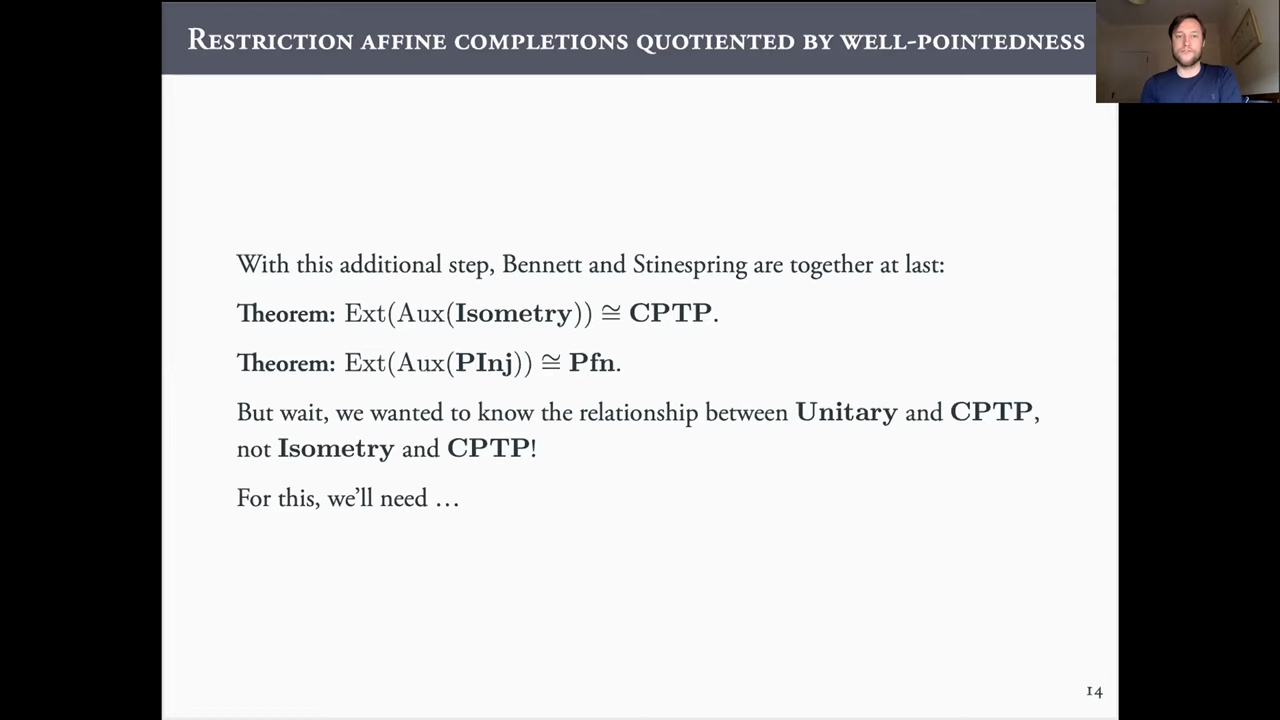 Restriction affine completions quotiented by well-pointedness
With this additional step, Bennett and Stinespring are together at last:
Theorem: Ext(Aux(Isometry)) ≅ CPTP.
Theorem: Ext(Aux(PInj)) ≅ Pfn.
But wait, we wanted to know the relationship between Unitary and CPTP,
not Isometry and CPTP!
For this, we’ll need …
14